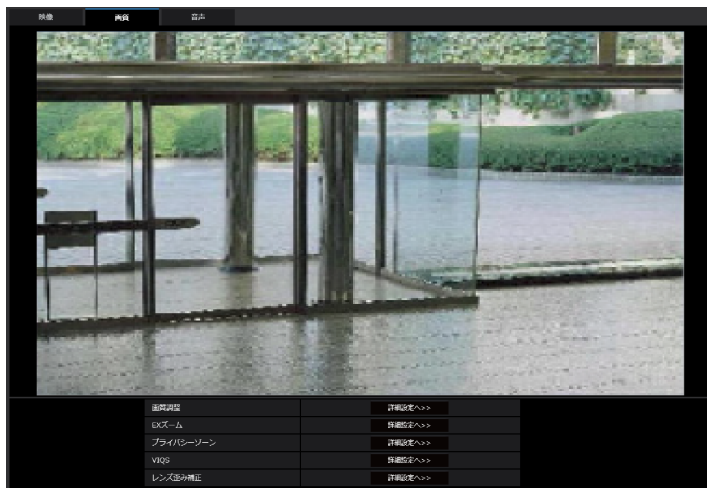 映像 画質 音声
画質調整 詳細設定へ>>
EXズーム 詳細設定へ>>
プライバシーゾーン 詳細設定へ>>
VIQS 詳細設定へ>>
レンズ歪み補正 詳細設定へ>>